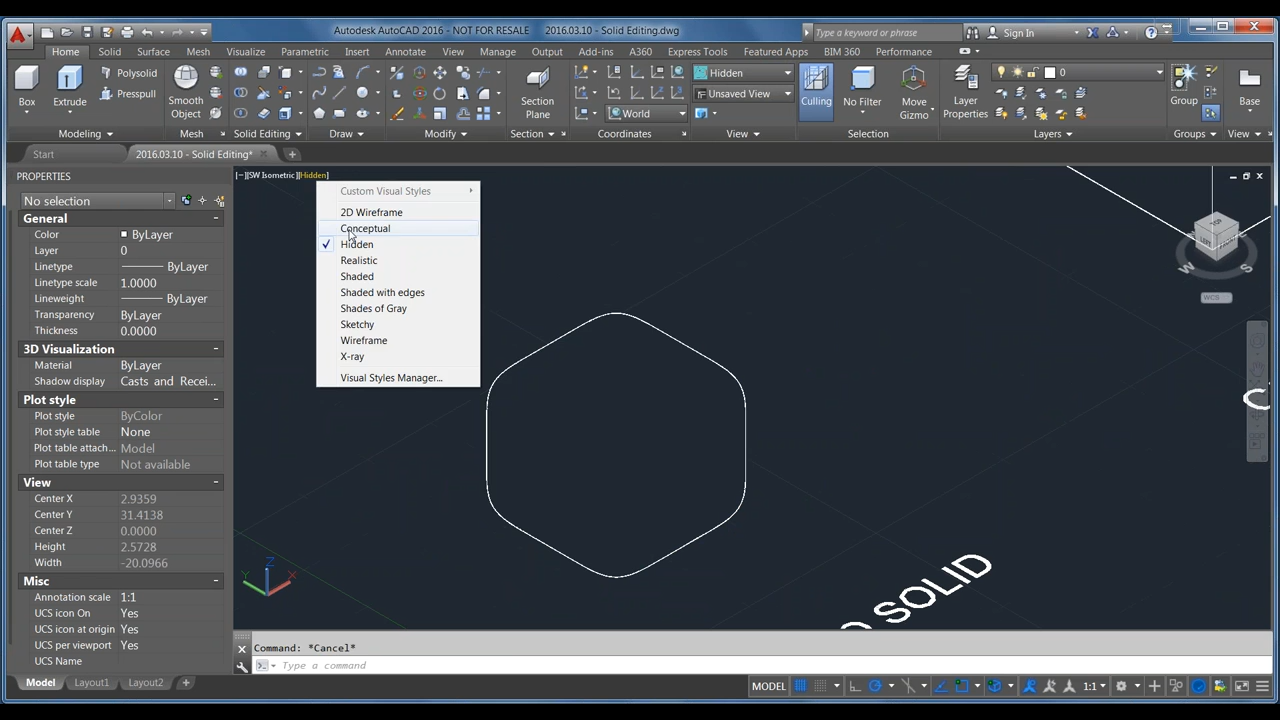 Autodesk AutoCAD 2016 - NOT FOR RESALE 2016.03.10 - Solid Editing.dwg
Type a keyword or phrase
Sign In
Home Solid Surface Mesh Visualize Parametric Insert Annotate View Manage Output Add-ins A360 Express Tools Featured Apps BIM 360 Performance
Box
Extrude
Polysolid
Presspull
Smooth
Object
Section
Plane
World
Hidden
Unsaved View
Culling
No Filter
Move
Gizmo
Layer
Properties
0
Group
Base
Modeling Mesh Solid Editing Draw Modify Section Coordinates View Selection Layers Groups View
Start
2016.03.10 - Solid Editing*
PROPERTIES
No selection
General
Color ByLayer
Layer 0
Linetype ByLayer
Linetype scale 1.0000
Lineweight ByLayer
Transparency ByLayer
Thickness 0.0000
3D Visualization
Material ByLayer
Shadow display Casts and Recei...
Plot style
Plot style ByColor
Plot style table None
Plot table attach... Model
Plot table type Not available
View
Center X 2.9359
Center Y 31.4138
Center Z 0.0000
Height 2.5728
Width -20.0966
Misc
Annotation scale 1:1
UCS icon On Yes
UCS icon at origin Yes
UCS per viewport Yes
UCS Name
[−][SW Isometric][Hidden]
Custom Visual Styles
2D Wireframe
Conceptual
Hidden
Realistic
Shaded
Shaded with edges
Shades of Gray
Sketchy
Wireframe
X-ray
Visual Styles Manager...
TOP
W S
WCS
SOLID
Z
Y X
Command: *Cancel*
Type a command
Model Layout1 Layout2
MODEL
1:1